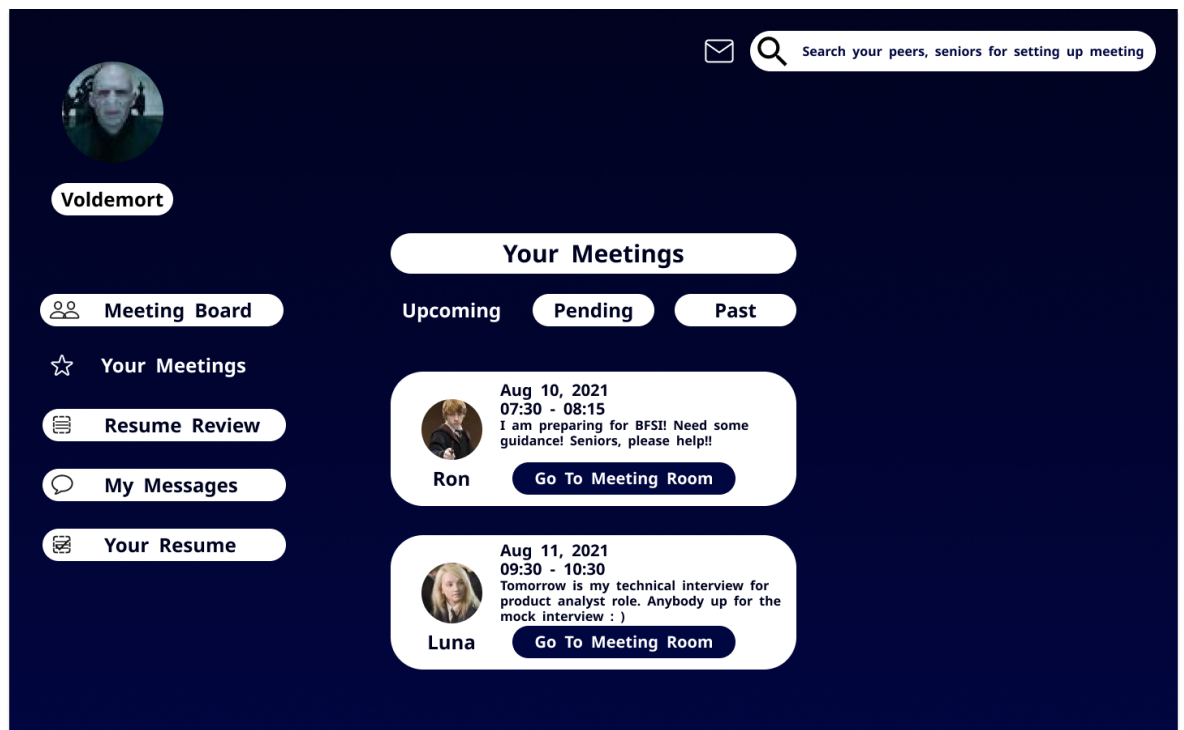 Search your peers, seniors for setting up meeting
Voldemort
Your Meetings
Meeting Board
Upcoming
Pending
Past
Your Meetings
Resume Review
My Messages
Your Resume
Aug 10, 2021
07:30 - 08:15
I am preparing for BFSI! Need some
guidance! Seniors, please help!!
Ron
Go To Meeting Room
Aug 11, 2021
09:30 - 10:30
Tomorrow is my technical interview for
product analyst role. Anybody up for the
mock interview : )
Luna
Go To Meeting Room